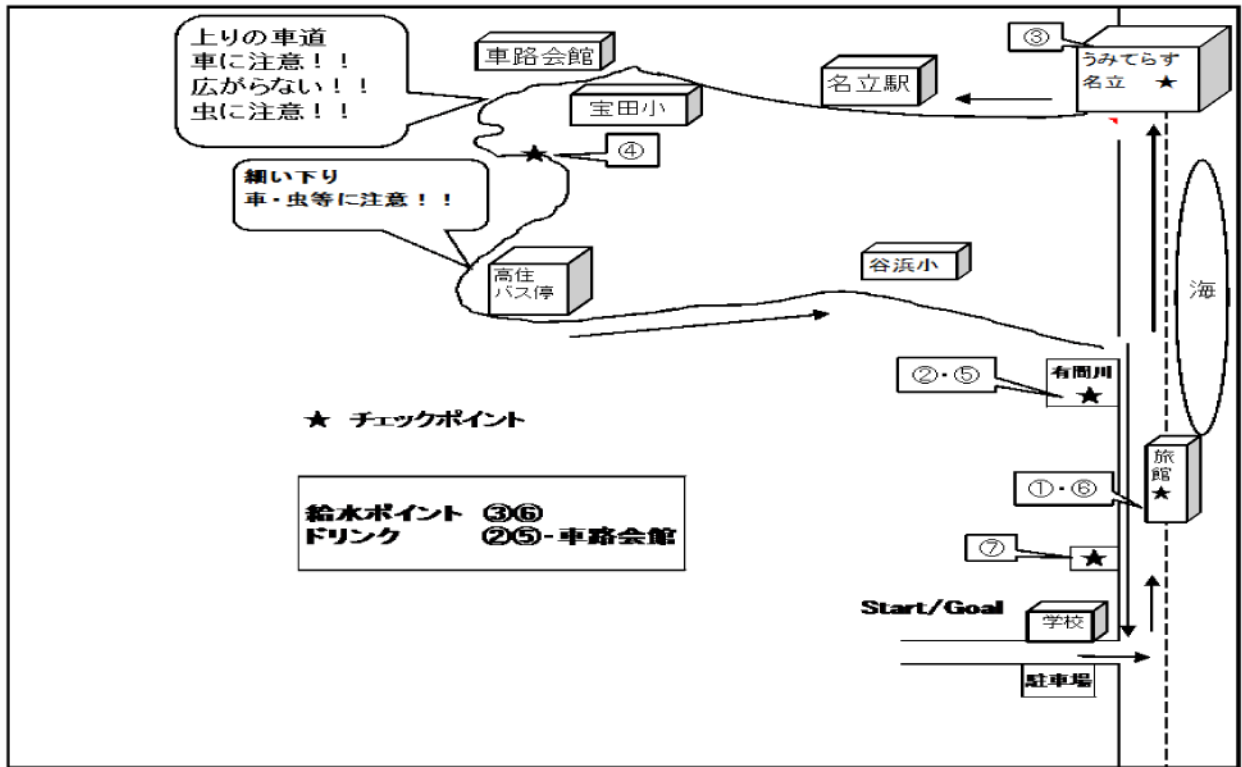 上りの車道
車に注意！！
広がらない！！
虫に注意！！
車路会館
宝田小
名立駅
③
うみてらす
名立 ★
④
細い下り
車・虫等に注意！！
高住
バス停
谷浜小
海
②・⑤
有間川
★
★ チェックポイント
旅
館
★
①・⑥
給水ポイント ③⑥
ドリンク ②⑤-車路会館
⑦
★
Start/Goal
学校
駐車場